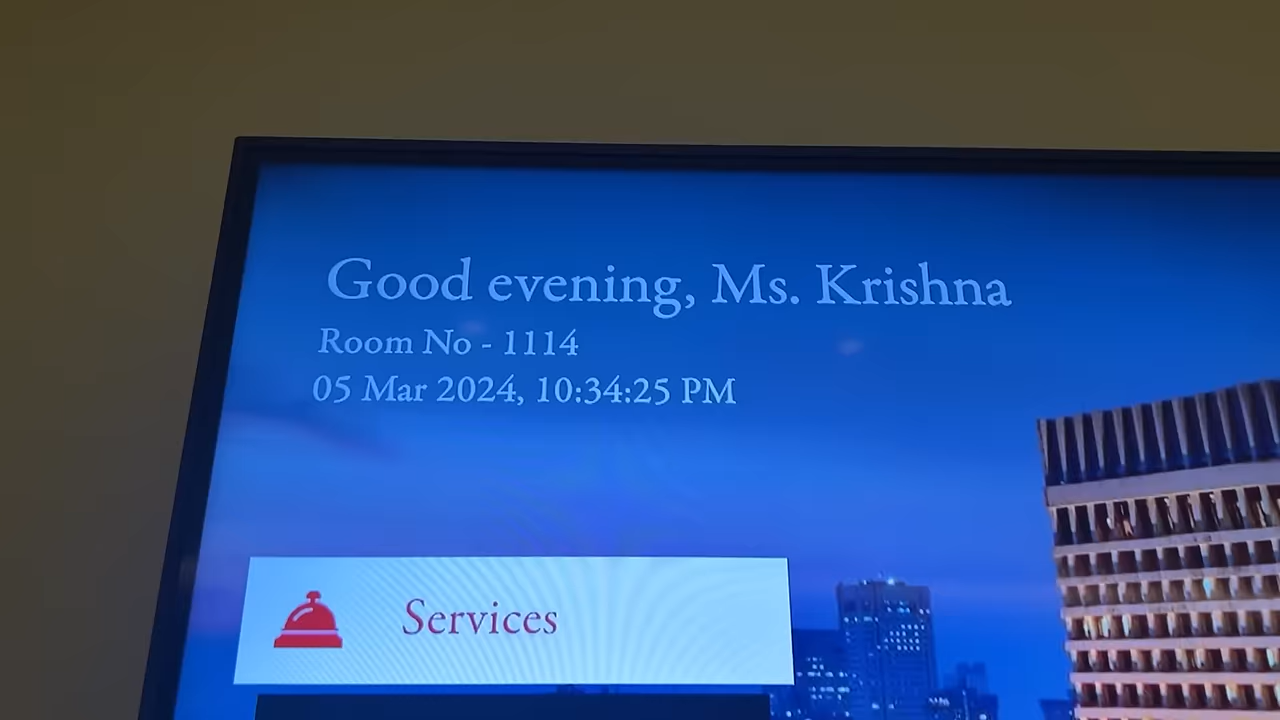 Good evening, Ms. Krishna
Room No - 1114
05 Mar 2024, 10:34:25 PM
Services